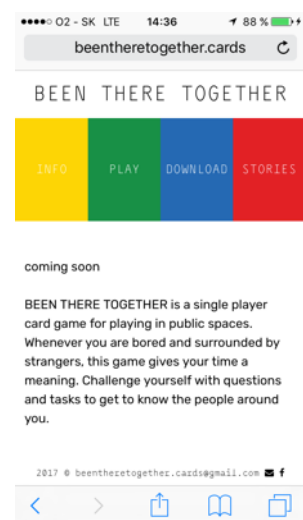 O2 - SK LTE 14:36 88 %
beentheretogether.cards
BEEN THERE TOGETHER
INFO PLAY DOWNLOAD STORIES
coming soon
BEEN THERE TOGETHER is a single player
card game for playing in public spaces.
Whenever you are bored and surrounded by
strangers, this game gives your time a
meaning. Challenge yourself with questions
and tasks to get to know the people around
you.
2017 © beentheretogether.cards@gmail.com